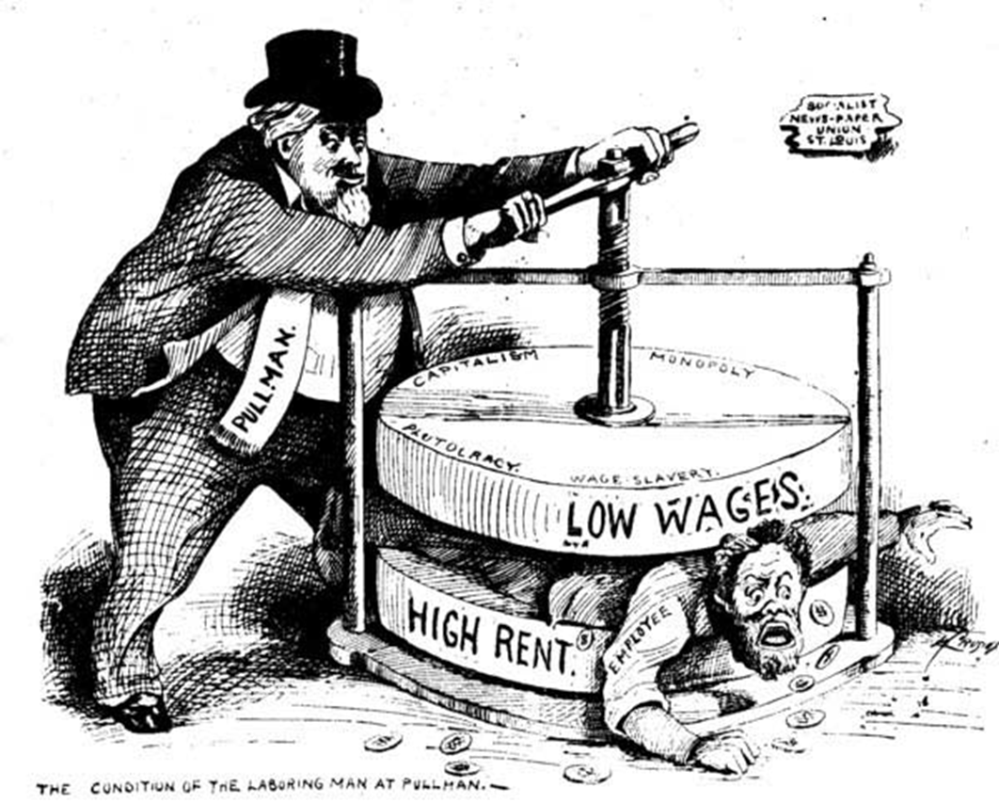 SOCIALIST
NEWS-PAPER
UNION
ST. LOUIS
PULLMAN.
CAPITALISM
MONOPOLY
PLUTOCRACY.
WAGE-SLAVERY.
LOW WAGES.
HIGH RENT.
EMPLOYEE
THE CONDITION OF THE LABORING MAN AT PULLMAN.—